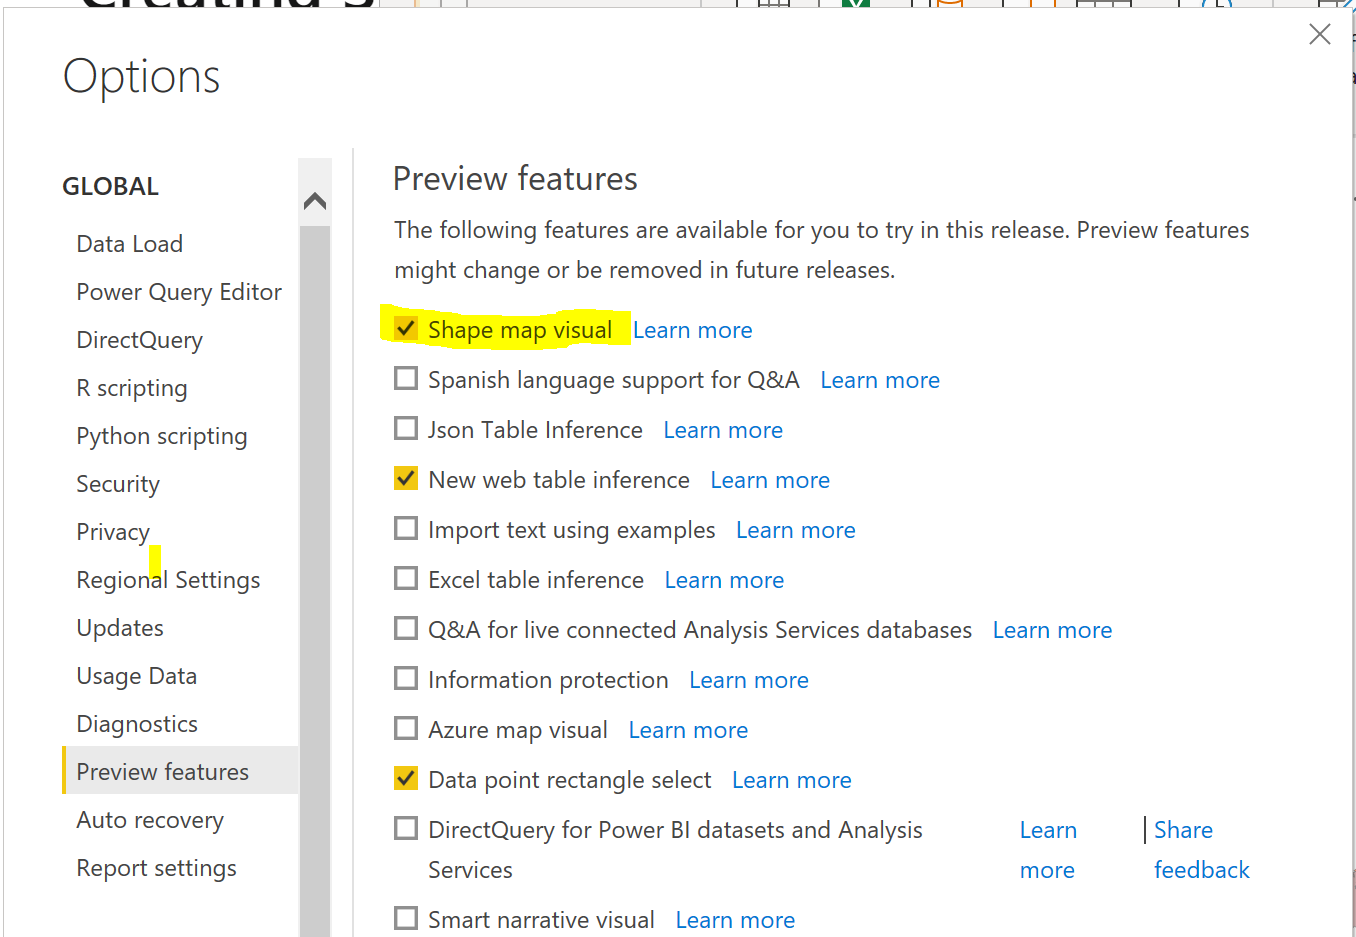 Options
GLOBAL
Data Load
Power Query Editor
DirectQuery
R scripting
Python scripting
Security
Privacy
Regional Settings
Updates
Usage Data
Diagnostics
Preview features
Auto recovery
Report settings
Preview features
The following features are available for you to try in this release. Preview features
might change or be removed in future releases.
Shape map visual Learn more
Spanish language support for Q&A Learn more
Json Table Inference Learn more
New web table inference Learn more
Import text using examples Learn more
Excel table inference Learn more
Q&A for live connected Analysis Services databases Learn more
Information protection Learn more
Azure map visual Learn more
Data point rectangle select Learn more
DirectQuery for Power BI datasets and Analysis Learn | Share
Services more feedback
Smart narrative visual Learn more